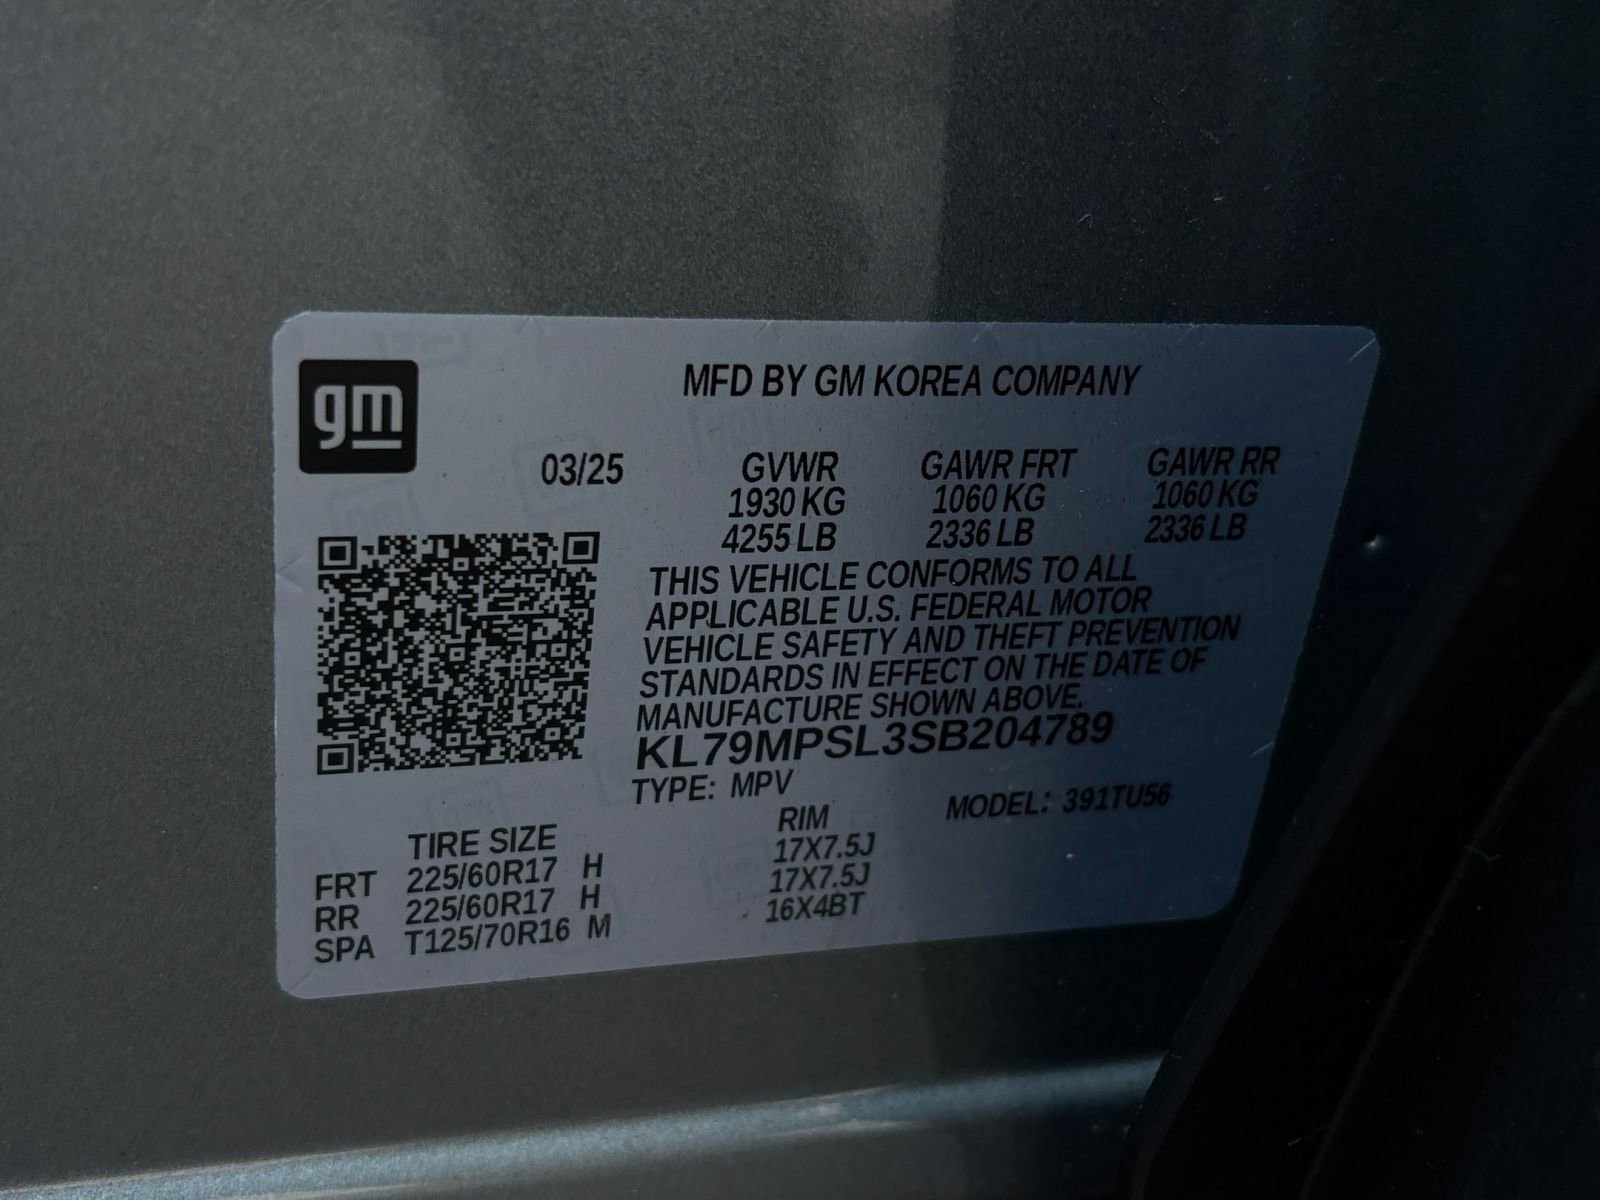 gm
MFD BY GM KOREA COMPANY
03/25 GVWR GAWR FRT GAWR RR
1930 KG 1060 KG 1060 KG
4255 LB 2336 LB 2336 LB
THIS VEHICLE CONFORMS TO ALL
APPLICABLE U.S. FEDERAL MOTOR
VEHICLE SAFETY AND THEFT PREVENTION
STANDARDS IN EFFECT ON THE DATE OF
MANUFACTURE SHOWN ABOVE.
KL79MPSL3SB204789
TYPE: MPV MODEL: 391TU56
TIRE SIZE RIM
FRT 225/60R17 H 17X7.5J
RR 225/60R17 H 17X7.5J
SPA T125/70R16 M 16X4BT